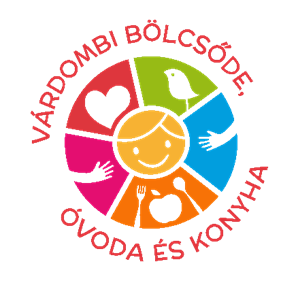 VÁRDOMBI BÖLCSŐDE,
ÓVODA ÉS KONYHA